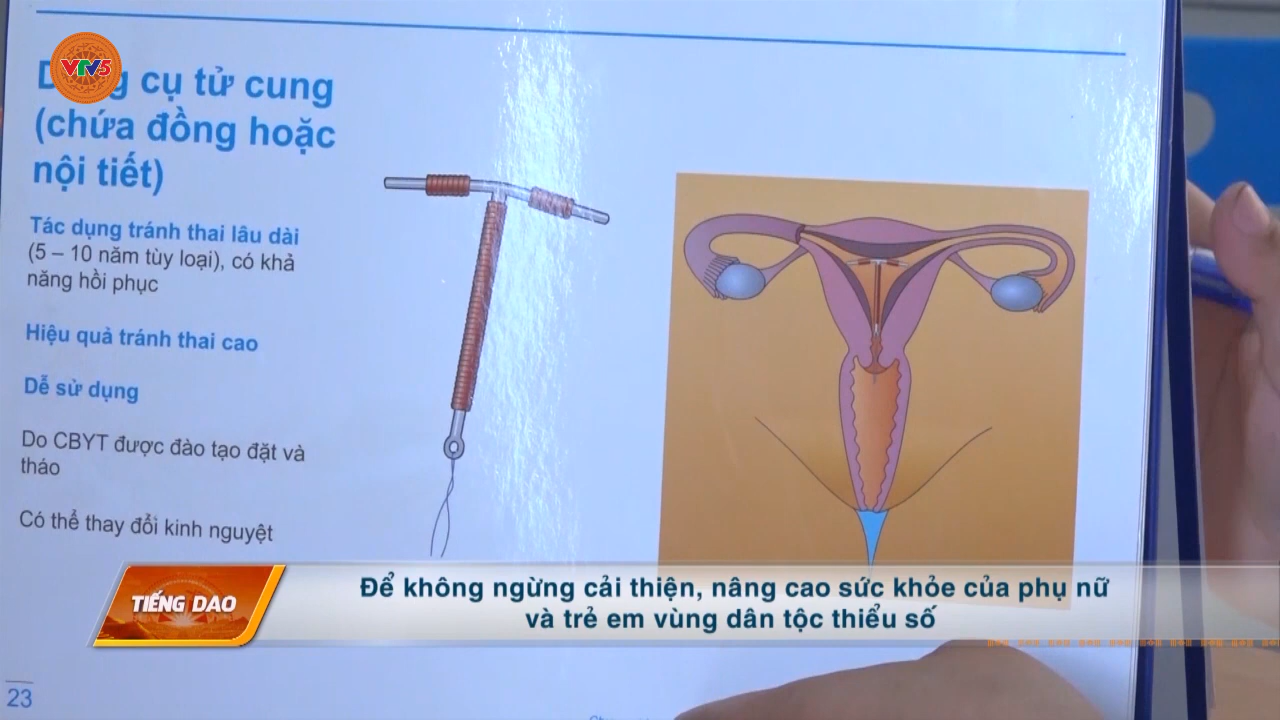 VTV5
cụ tử cung
(chứa đồng hoặc
nội tiết)
Tác dụng tránh thai lâu dài
(5 – 10 năm tùy loại), có khả
năng hồi phục
Hiệu quả tránh thai cao
Dễ sử dụng
Do CBYT được đào tạo đặt và
tháo
Có thể thay đổi kinh nguyệt
TIẾNG DAO
Để không ngừng cải thiện, nâng cao sức khỏe của phụ nữ
và trẻ em vùng dân tộc thiểu số
23